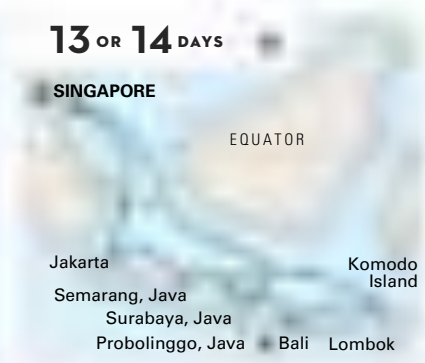 13 OR 14 DAYS
SINGAPORE
EQUATOR
Jakarta
Komodo
Island
Semarang, Java
Surabaya, Java
Probolinggo, Java
Bali
Lombok